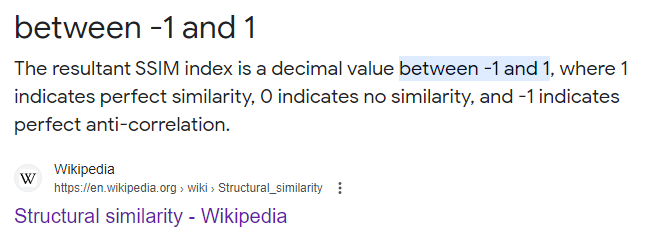 between -1 and 1
The resultant SSIM index is a decimal value between -1 and 1, where 1
indicates perfect similarity, 0 indicates no similarity, and -1 indicates
perfect anti-correlation.
W
Wikipedia
https://en.wikipedia.org › wiki › Structural_similarity
Structural similarity - Wikipedia